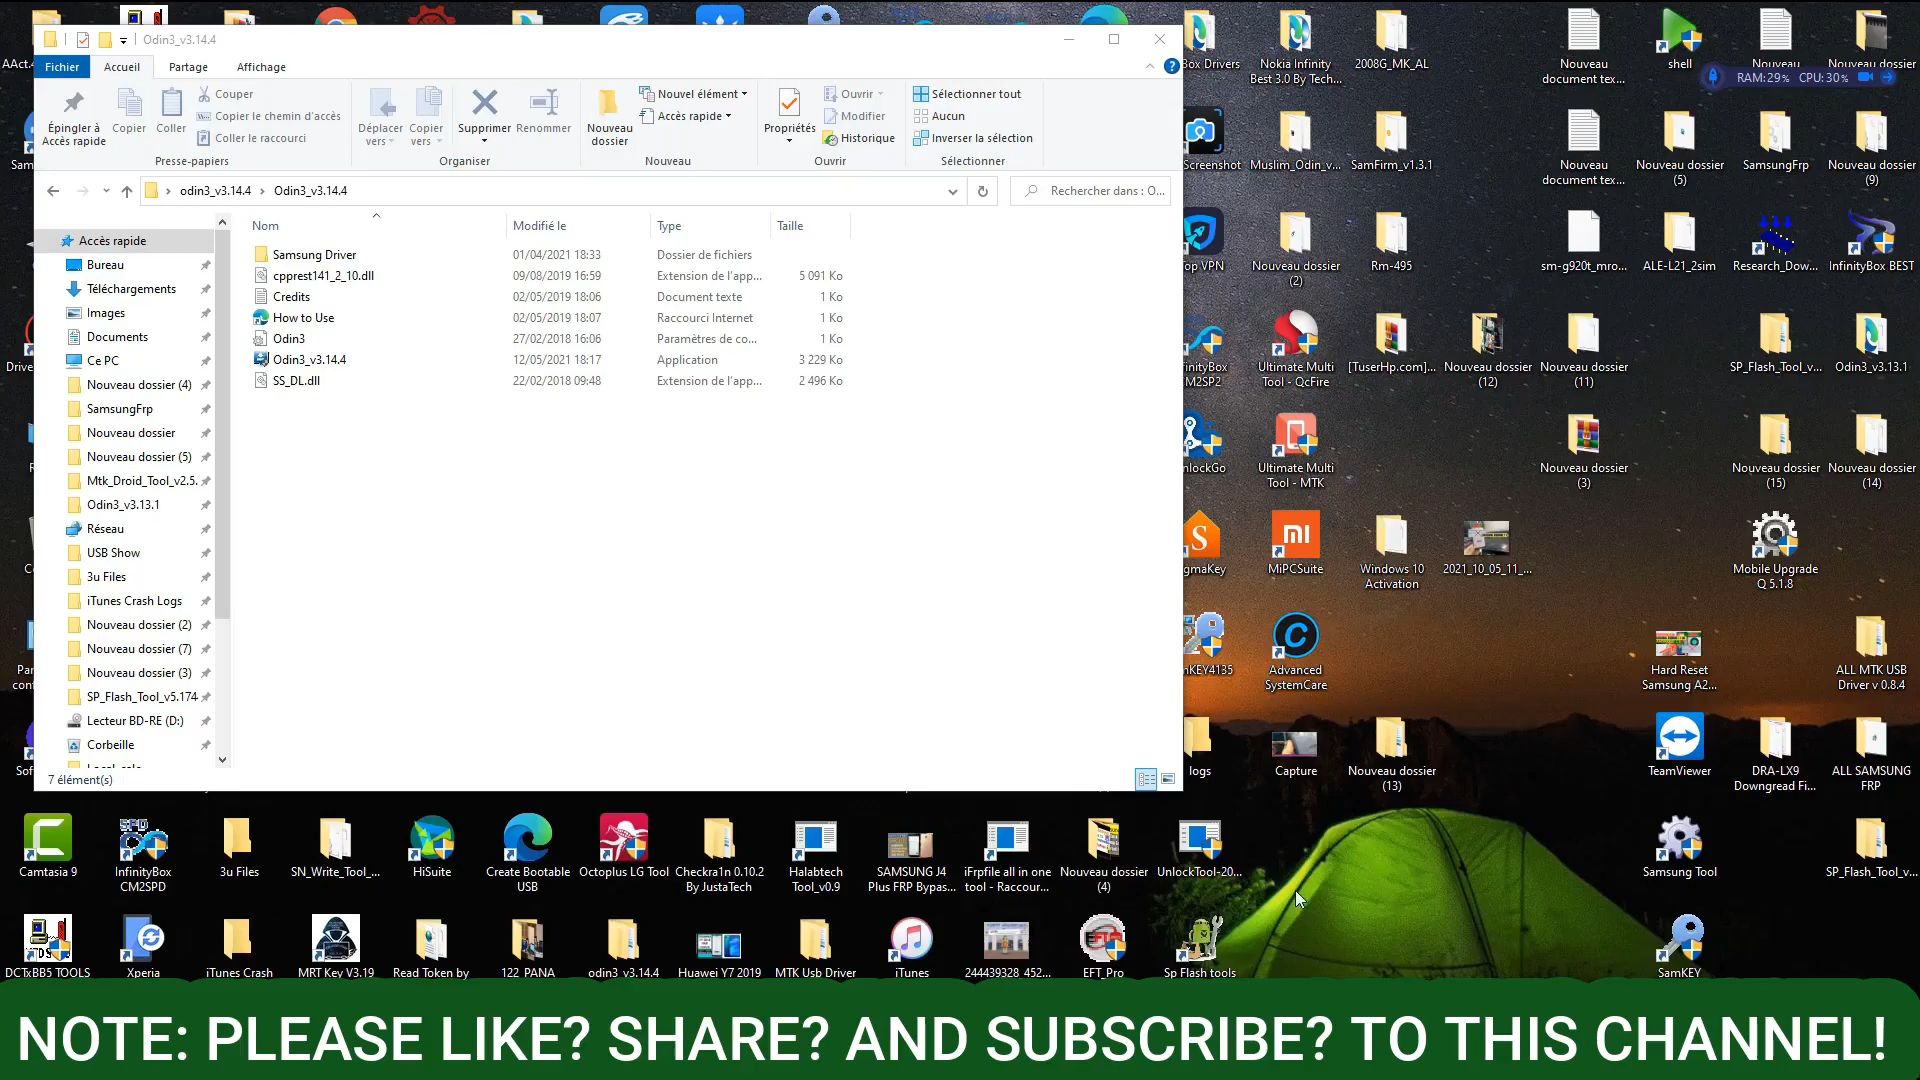 Odin3_v3.14.4
Fichier
Accueil
Partage
Affichage
Épingler à
Accès rapide
Copier
Coller
Couper
Copier le chemin d'accès
Coller le raccourci
Presse-papiers
Déplacer
vers
Copier
vers
Supprimer
Renommer
Organiser
Nouveau
dossier
Nouvel élément
Accès rapide
Nouveau
Propriétés
Ouvrir
Modifier
Historique
Ouvrir
Sélectionner tout
Aucun
Inverser la sélection
Sélectionner
odin3_v3.14.4
Odin3_v3.14.4
Rechercher dans : O...
Nom
Modifié le
Type
Taille
Samsung Driver
01/04/2021 18:33
Dossier de fichiers
cpprest141_2_10.dll
09/08/2019 16:59
Extension de l'app...
5 091 Ko
Credits
02/05/2019 18:06
Document texte
1 Ko
How to Use
02/05/2019 18:07
Raccourci Internet
1 Ko
Odin3
27/02/2018 16:06
Paramètres de co...
1 Ko
Odin3_v3.14.4
12/05/2021 18:17
Application
3 229 Ko
SS_DL.dll
22/02/2018 09:48
Extension de l'app...
2 496 Ko
Accès rapide
Bureau
Téléchargements
Images
Documents
Ce PC
Nouveau dossier (4)
SamsungFrp
Nouveau dossier
Nouveau dossier (5)
Mtk_Droid_Tool_v2.5.
Odin3_v3.13.1
Réseau
USB Show
3u Files
iTunes Crash Logs
Nouveau dossier (2)
Nouveau dossier (7)
Nouveau dossier (3)
SP_Flash_Tool_v5.174
Lecteur BD-RE (D:)
Corbeille
7 élément(s)
Box Drivers
Nokia Infinity
Best 3.0 By Tech...
2008G_MK_AL
Nouveau
document tex...
shell
Nouveau
Nouveau dossier
RAM:29%
CPU:30%
Screenshot
Muslim_Odin_v...
SamFirm_v1.3.1
Nouveau
document tex...
Nouveau dossier
(5)
SamsungFrp
Nouveau dossier
(9)
op VPN
Nouveau dossier
(2)
Rm-495
sm-g920t_mro...
ALE-L21_2sim
Research_Dow...
InfinityBox BEST
finityBox
CM2SP2
Ultimate Multi
Tool - QcFire
[TuserHp.com]...
Nouveau dossier
(12)
Nouveau dossier
(11)
SP_Flash_Tool_v...
Odin3_v3.13.1
nlockGo
Ultimate Multi
Tool - MTK
Nouveau dossier
(3)
Nouveau dossier
(15)
Nouveau dossier
(14)
gmaKey
MiPCSuite
Windows 10
Activation
2021_10_05_11_...
Mobile Upgrade
Q 5.1.8
mKEY4135
Advanced
SystemCare
Hard Reset
Samsung A2...
ALL MTK USB
Driver v 0.8.4
logs
Capture
Nouveau dossier
(13)
TeamViewer
DRA-LX9
Downgread Fi...
ALL SAMSUNG
FRP
Camtasia 9
InfinityBox
CM2SPD
3u Files
SN_Write_Tool_...
HiSuite
Create Bootable
USB
Octoplus LG Tool
Checkra1n 0.10.2
By JustaTech
Halabtech
Tool_v0.9
SAMSUNG J4
Plus FRP Bypas...
iFrpfile all in one
tool - Raccour...
Nouveau dossier
(4)
UnlockTool-20...
Samsung Tool
SP_Flash_Tool_v...
DCTxBB5 TOOLS
Xperia
iTunes Crash
MRT Key V3.19
Read Token by
122_PANA
odin3_v3.14.4
Huawei Y7 2019
MTK Usb Driver
iTunes
244439328_452...
EFT_Pro
Sp Flash tools
SamKEY
NOTE: PLEASE LIKE? SHARE? AND SUBSCRIBE? TO THIS CHANNEL!